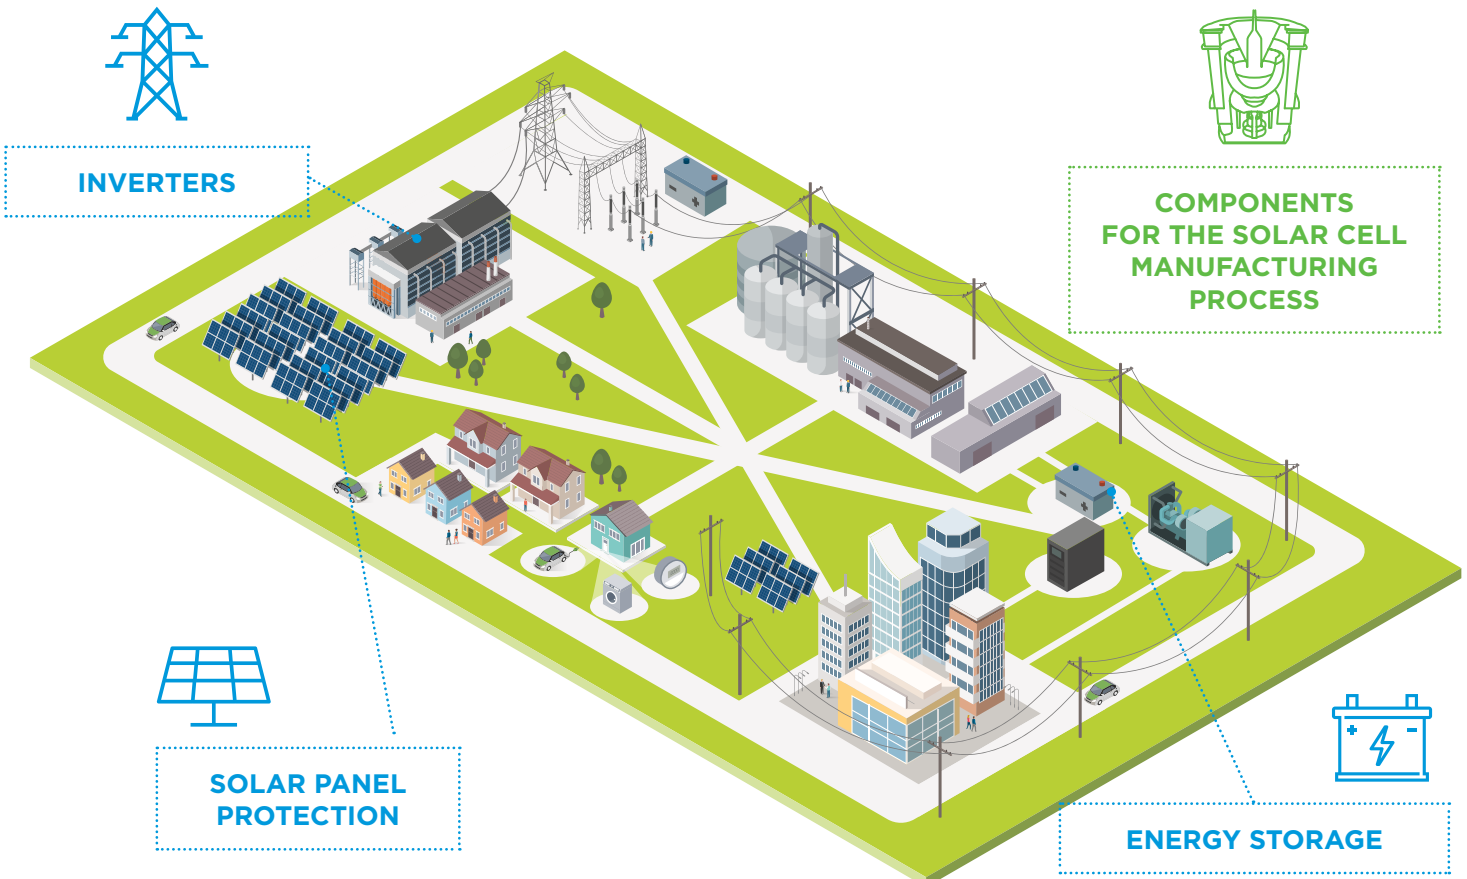 INVERTERS
COMPONENTS
FOR THE SOLAR CELL
MANUFACTURING
PROCESS
SOLAR PANEL
PROTECTION
ENERGY STORAGE